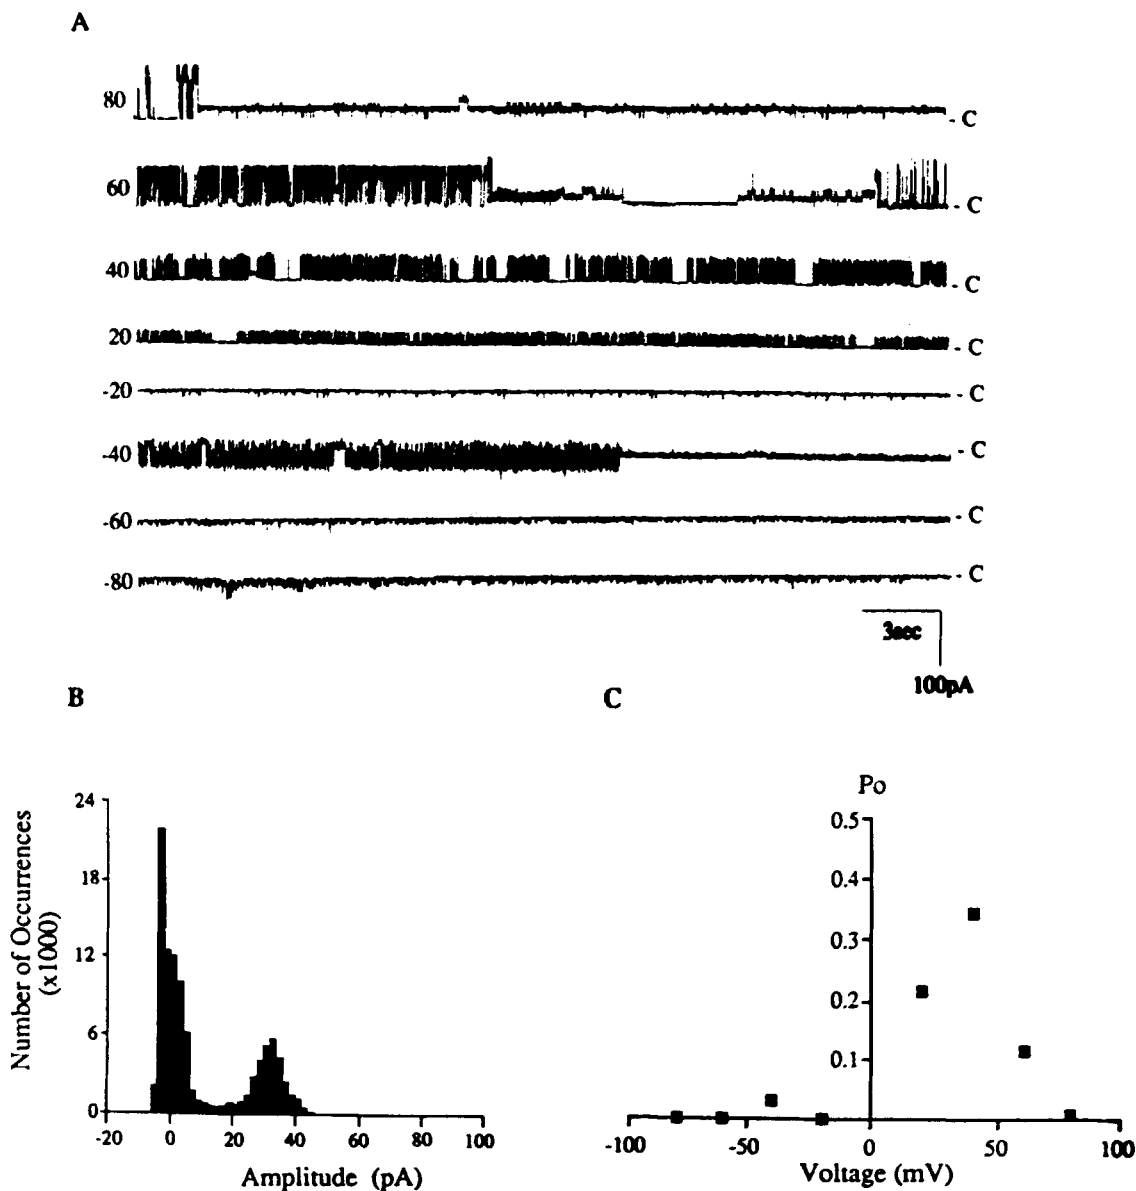 A
80
- C
60
- C
40
- C
20
- C
-20
- C
-40
- C
-60
- C
-80
- C
3sec
100pA
B
C
24
18
12
6
0
-20
0
20
40
60
80
100
Number of Occurrences
(x1000)
Amplitude (pA)
Po
0.5
0.4
0.3
0.2
0.1
-100
-50
0
50
100
Voltage (mV)